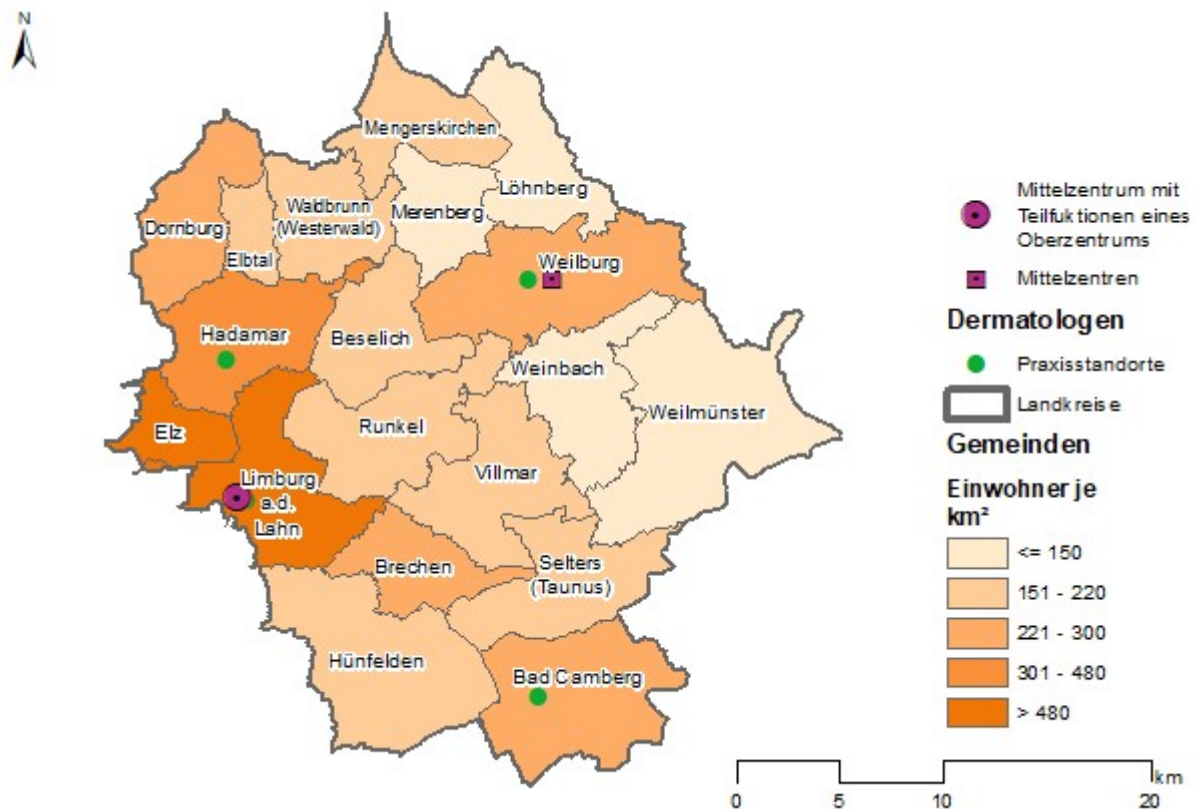 N
Mengerskirchen
Löhnberg
Waldbrunn
(Westerwald)
Merenberg
Dornburg
Elbtal
Weilburg
Hadamar
Beselich
Weinbach
Weilmünster
Elz
Runkel
Villmar
Limburg
a.d.
Lahn
Brechen
Selters
(Taunus)
Hünfelden
Bad Camberg
Mittelzentrum mit
Teilfuktionen eines
Oberzentrums
Mittelzentren
Dermatologen
Praxisstandorte
Landkreise
Gemeinden
Einwohner je
km²
<= 150
151 - 220
221 - 300
301 - 480
> 480
km
0 5 10 20